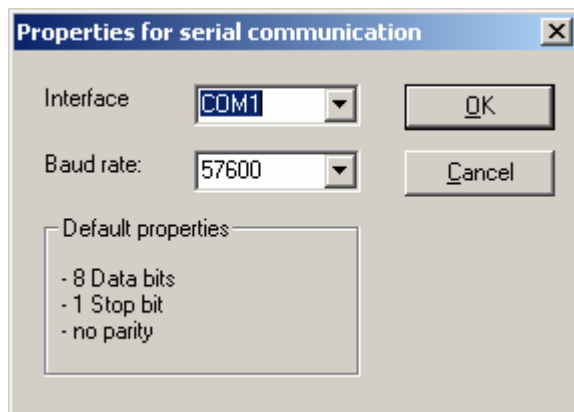 Properties for serial communication
Interface COM1 OK
Baud rate: 57600 Cancel
Default properties
- 8 Data bits
- 1 Stop bit
- no parity